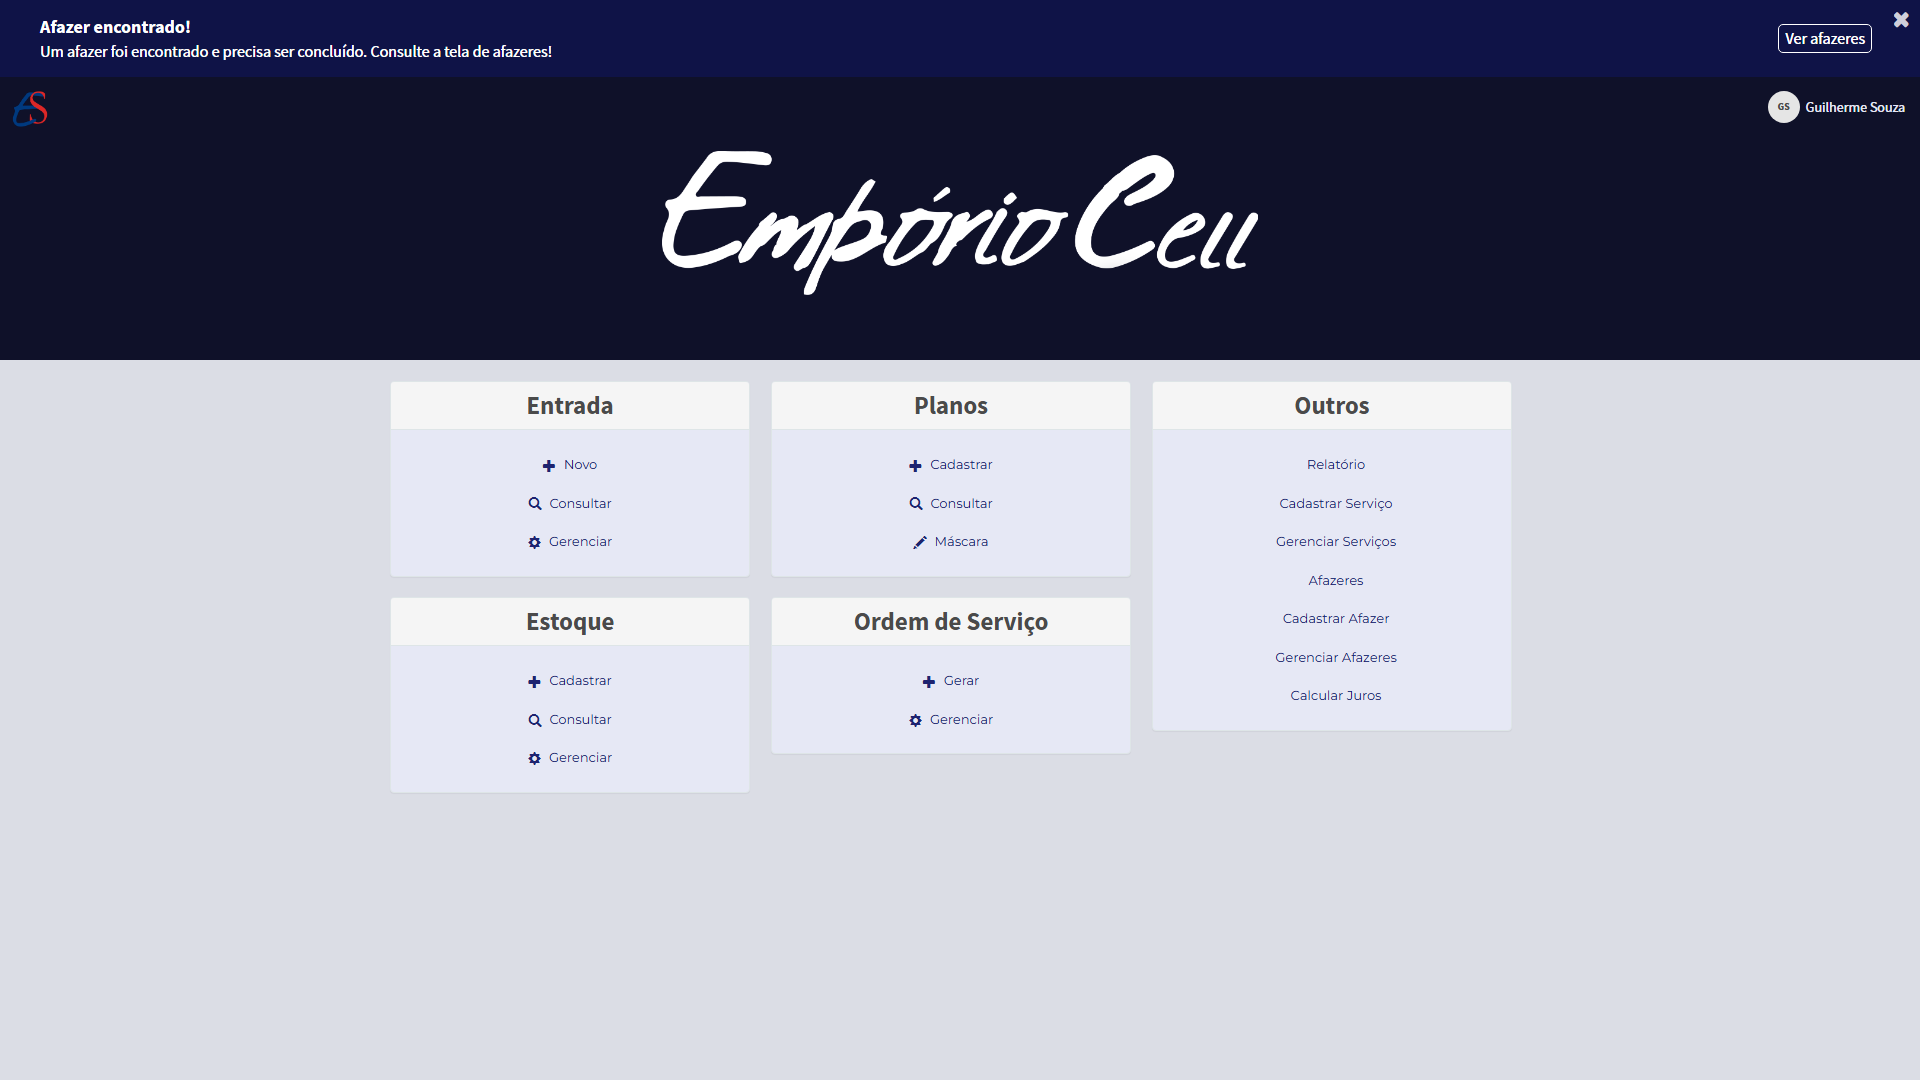 Afazer encontrado!
Um afazer foi encontrado e precisa ser concluído. Consulte a tela de afazeres!
Ver afazeres
ES
GS Guilherme Souza
Empório Cell
Entrada
Novo
Consultar
Gerenciar
Planos
Cadastrar
Consultar
Máscara
Outros
Relatório
Cadastrar Serviço
Gerenciar Serviços
Afazeres
Cadastrar Afazer
Gerenciar Afazeres
Calcular Juros
Estoque
Cadastrar
Consultar
Gerenciar
Ordem de Serviço
Gerar
Gerenciar